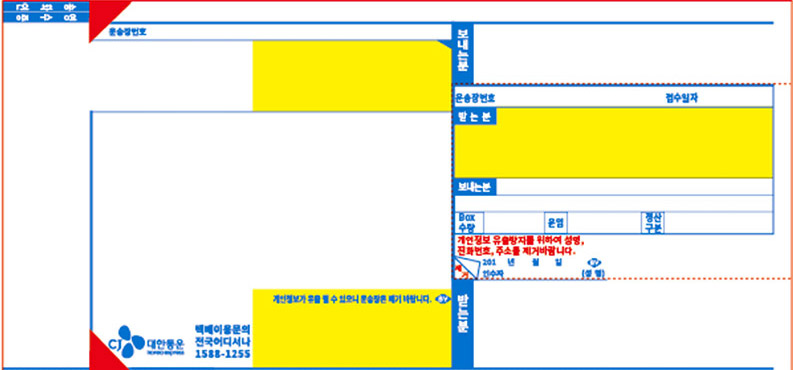 운송장번호
보내는분
운송장번호
접수일자
받는분
보내는분
Box
수량
운임
정산
구분
개인정보 유출방지를 위하여 성명,
전화번호, 주소를 제거바랍니다.
201 년 월 일
인수자 (성 명)
제
거
개인정보가 유출 될 수 있으니 운송장은 폐기 바랍니다.
받는분
CJ 대한통운
택배이용문의
전국어디서나
1588-1255